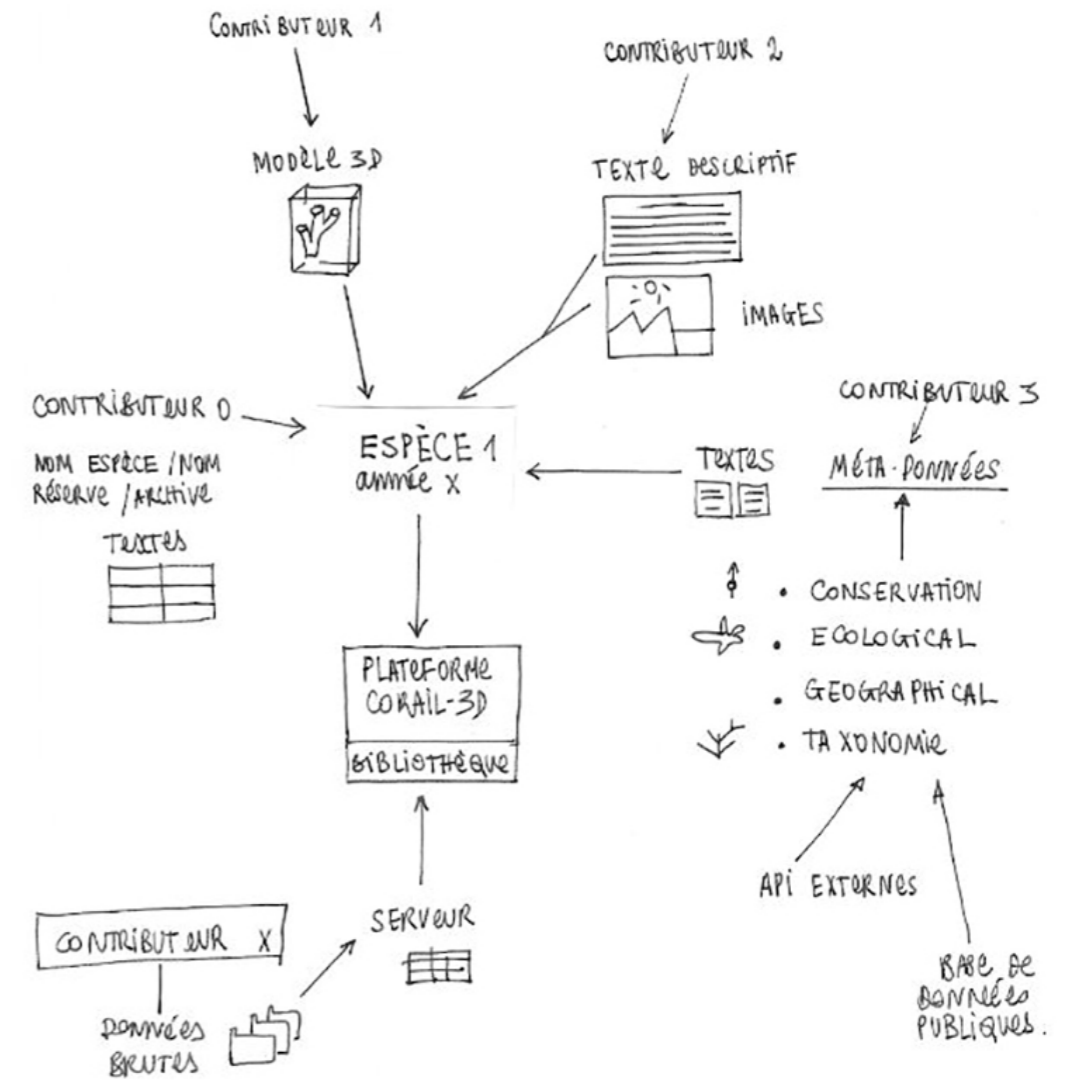 CONTRIBUTEUR 1
CONTRIBUTEUR 2
MODÈLE 3D
TEXTE DESCRIPTIF
IMAGES
CONTRIBUTEUR 0
NOM ESPÈCE / NOM
RÉSERVE / ARCHIVE
TEXTES
ESPÈCE 1
année x
CONTRIBUTEUR 3
TEXTES
MÉTA-DONNÉES
• CONSERVATION
• ECOLOGICAL
• GEOGRAPHICAL
• TAXONOMIE
PLATEFORME
CORAIL-3D
BIBLIOTHÈQUE
API EXTERNES
BASE DE
DONNÉES
PUBLIQUES.
SERVEUR
CONTRIBUTEUR X
DONNÉES
BRUTES